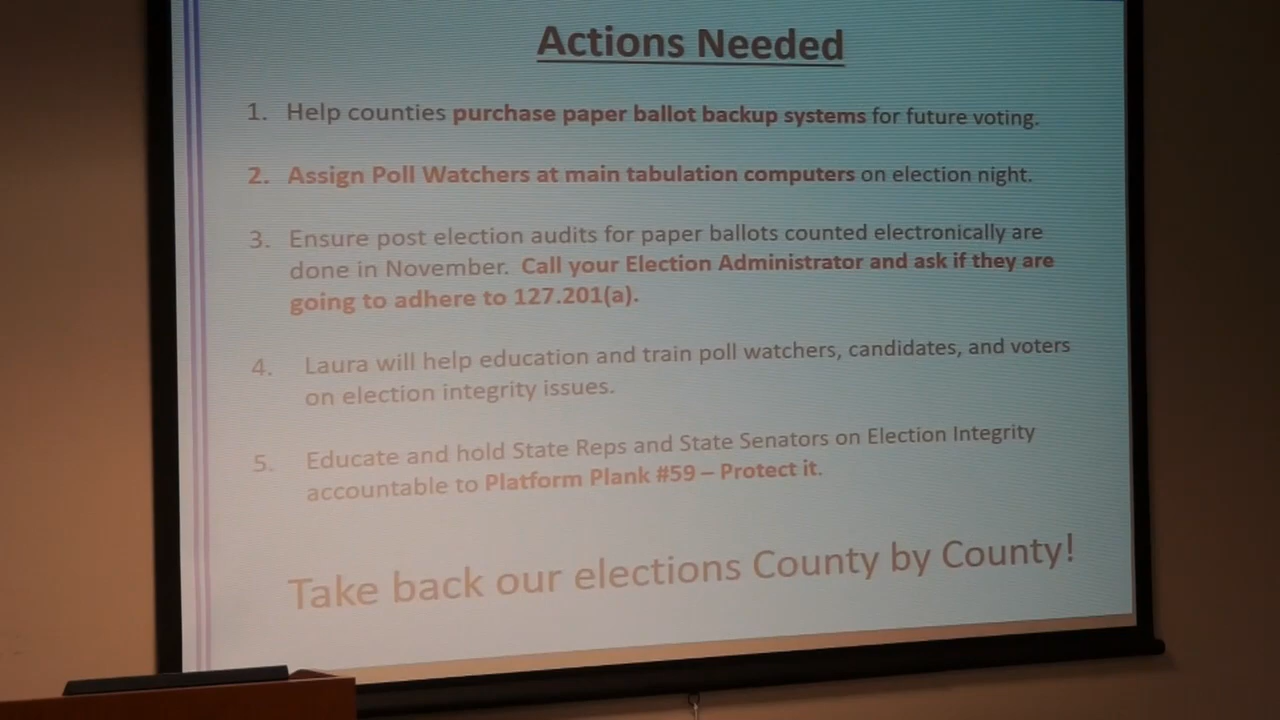 Actions Needed
1. Help counties purchase paper ballot backup systems for future voting.
2. Assign Poll Watchers at main tabulation computers on election night.
3. Ensure post election audits for paper ballots counted electronically are
done in November. Call your Election Administrator and ask if they are
going to adhere to 127.201(a).
4. Laura will help education and train poll watchers, candidates, and voters
on election integrity issues.
5. Educate and hold State Reps and State Senators on Election Integrity
accountable to Platform Plank #59 – Protect it.
Take back our elections County by County!